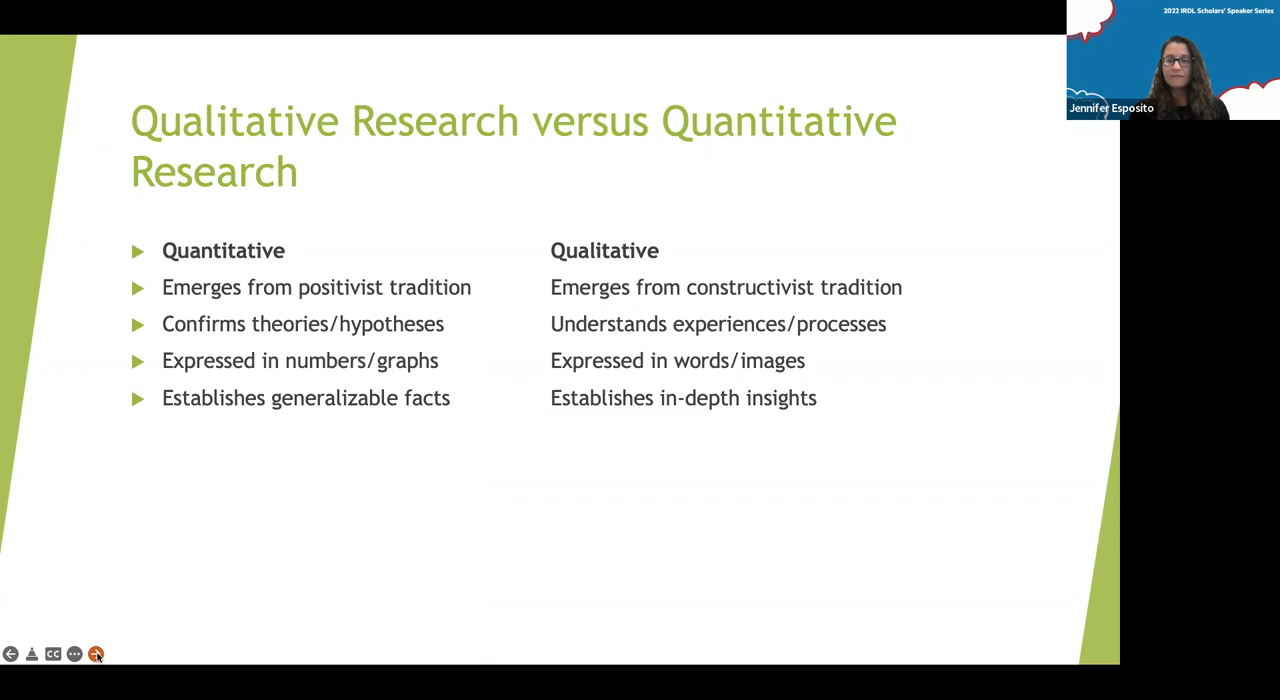 2022 IRDL Scholars' Speaker Series
Jennifer Esposito
Qualitative Research versus Quantitative
Research
Quantitative Qualitative
Emerges from positivist tradition Emerges from constructivist tradition
Confirms theories/hypotheses Understands experiences/processes
Expressed in numbers/graphs Expressed in words/images
Establishes generalizable facts Establishes in-depth insights
CC